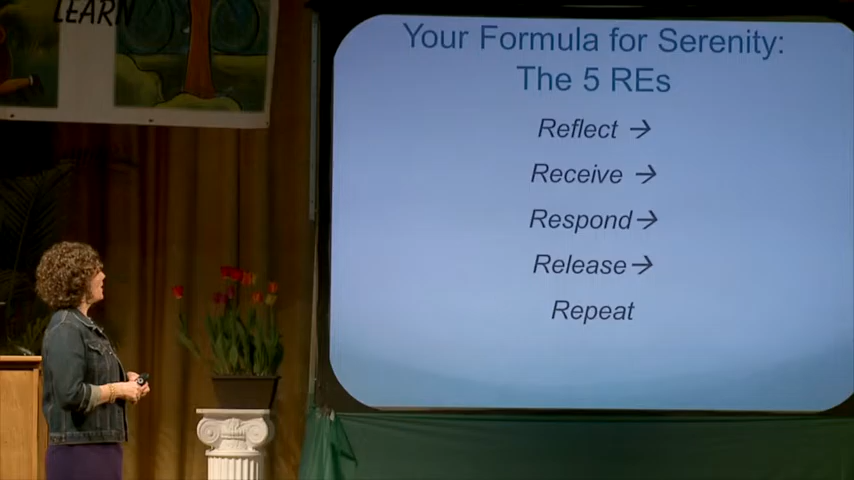 LEARN
Your Formula for Serenity:
The 5 REs
Reflect →
Receive →
Respond →
Release →
Repeat